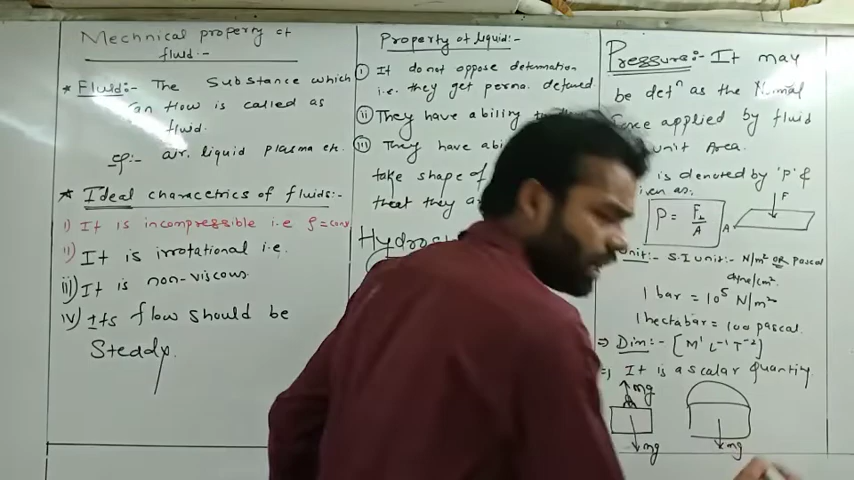 Mechnical property of
fluid:-
* Fluid:- The Substance which
can flow is called as
fluid.
eg:- air, liquid plasma etc.
* Ideal charecetrics of fluids:-
i) It is incompressible i.e ρ = cons
ii) It is irrotational i.e.
iii) It is non-viscous
iv) Its flow should be
Steady.
Property of liquid:-
i) It do not oppose deformation
i.e. they get perma. defured
ii) They have ability to
iii) They have abi
take shape of
that they a
Hydros
Pressure:- It may
be defⁿ as the Normal
Force applied by fluid
unit Area.
is denoted by 'P' &
given as,
P = F⊥/A
F
A
Unit:- S.I unit:- N/m² OR pascal
dyne/cm².
1 bar = 10⁵ N/m²
1 hectabar = 100 pascal.
⇒ Dim:- [M¹ L⁻¹ T⁻²]
⇒ It is a scalar quantity
mg
mg
mg